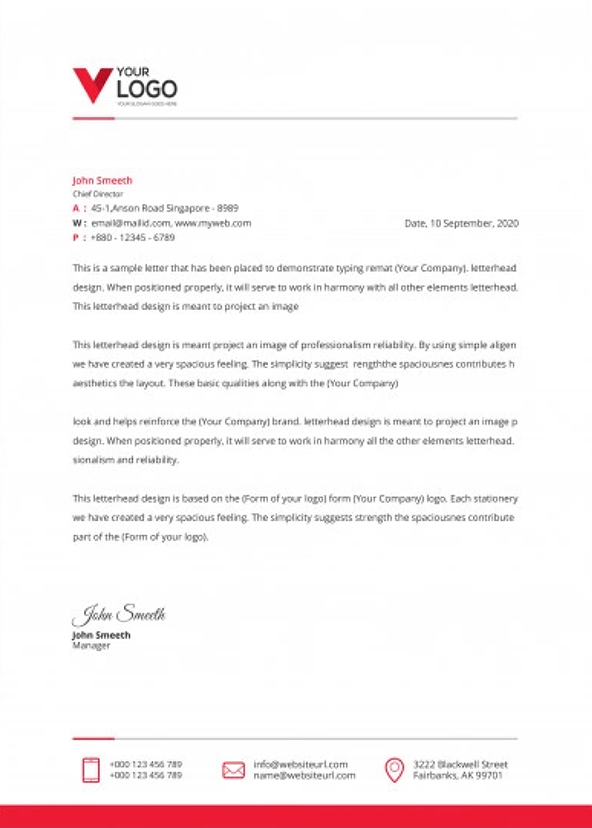 YOUR
LOGO
YOUR SLOGAN GOES HERE
John Smeeth
Chief Director
A : 45-1,Anson Road Singapore - 8989
W : email@mailid.com, www.myweb.com
Date, 10 September, 2020
P : +880 - 12345 - 6789
This is a sample letter that has been placed to demonstrate typing remat (Your Company). letterhead
design. When positioned properly, it will serve to work in harmony with all other elements letterhead.
This letterhead design is meant to project an image
This letterhead design is meant project an image of professionalism reliability. By using simple aligen
we have created a very spacious feeling. The simplicity suggest rengththe spaciousnes contributes h
aesthetics the layout. These basic qualities along with the (Your Company)
look and helps reinforce the (Your Company) brand. letterhead design is meant to project an image p
design. When positioned properly, it will serve to work in harmony all the other elements letterhead.
sionalism and reliability.
This letterhead design is based on the (Form of your logo) form (Your Company) logo. Each stationery
we have created a very spacious feeling. The simplicity suggests strength the spaciousnes contribute
part of the (Form of your logo).
John Smeeth
John Smeeth
Manager
+000 123 456 789
+000 123 456 789
info@websiteurl.com
name@websiteurl.com
3222 Blackwell Street
Fairbanks, AK 99701